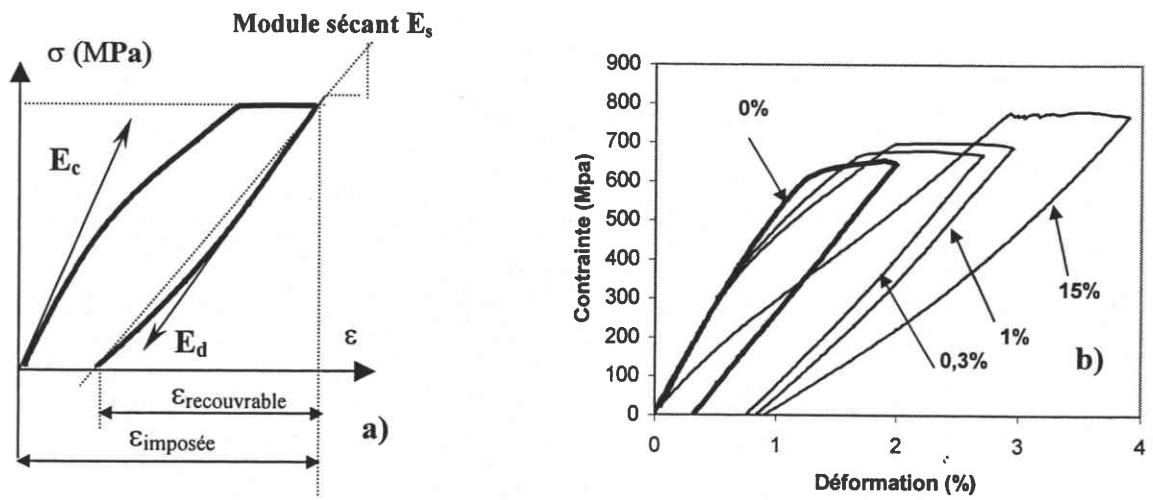 Module sécant Es
σ (MPa)
Ec
Ed
ε
εrecouvrable
εimposée
a)
Contrainte (Mpa)
900
800
700
600
500
400
300
200
100
0
0%
15%
1%
0,3%
b)
0 1 2 3 4
Déformation (%)